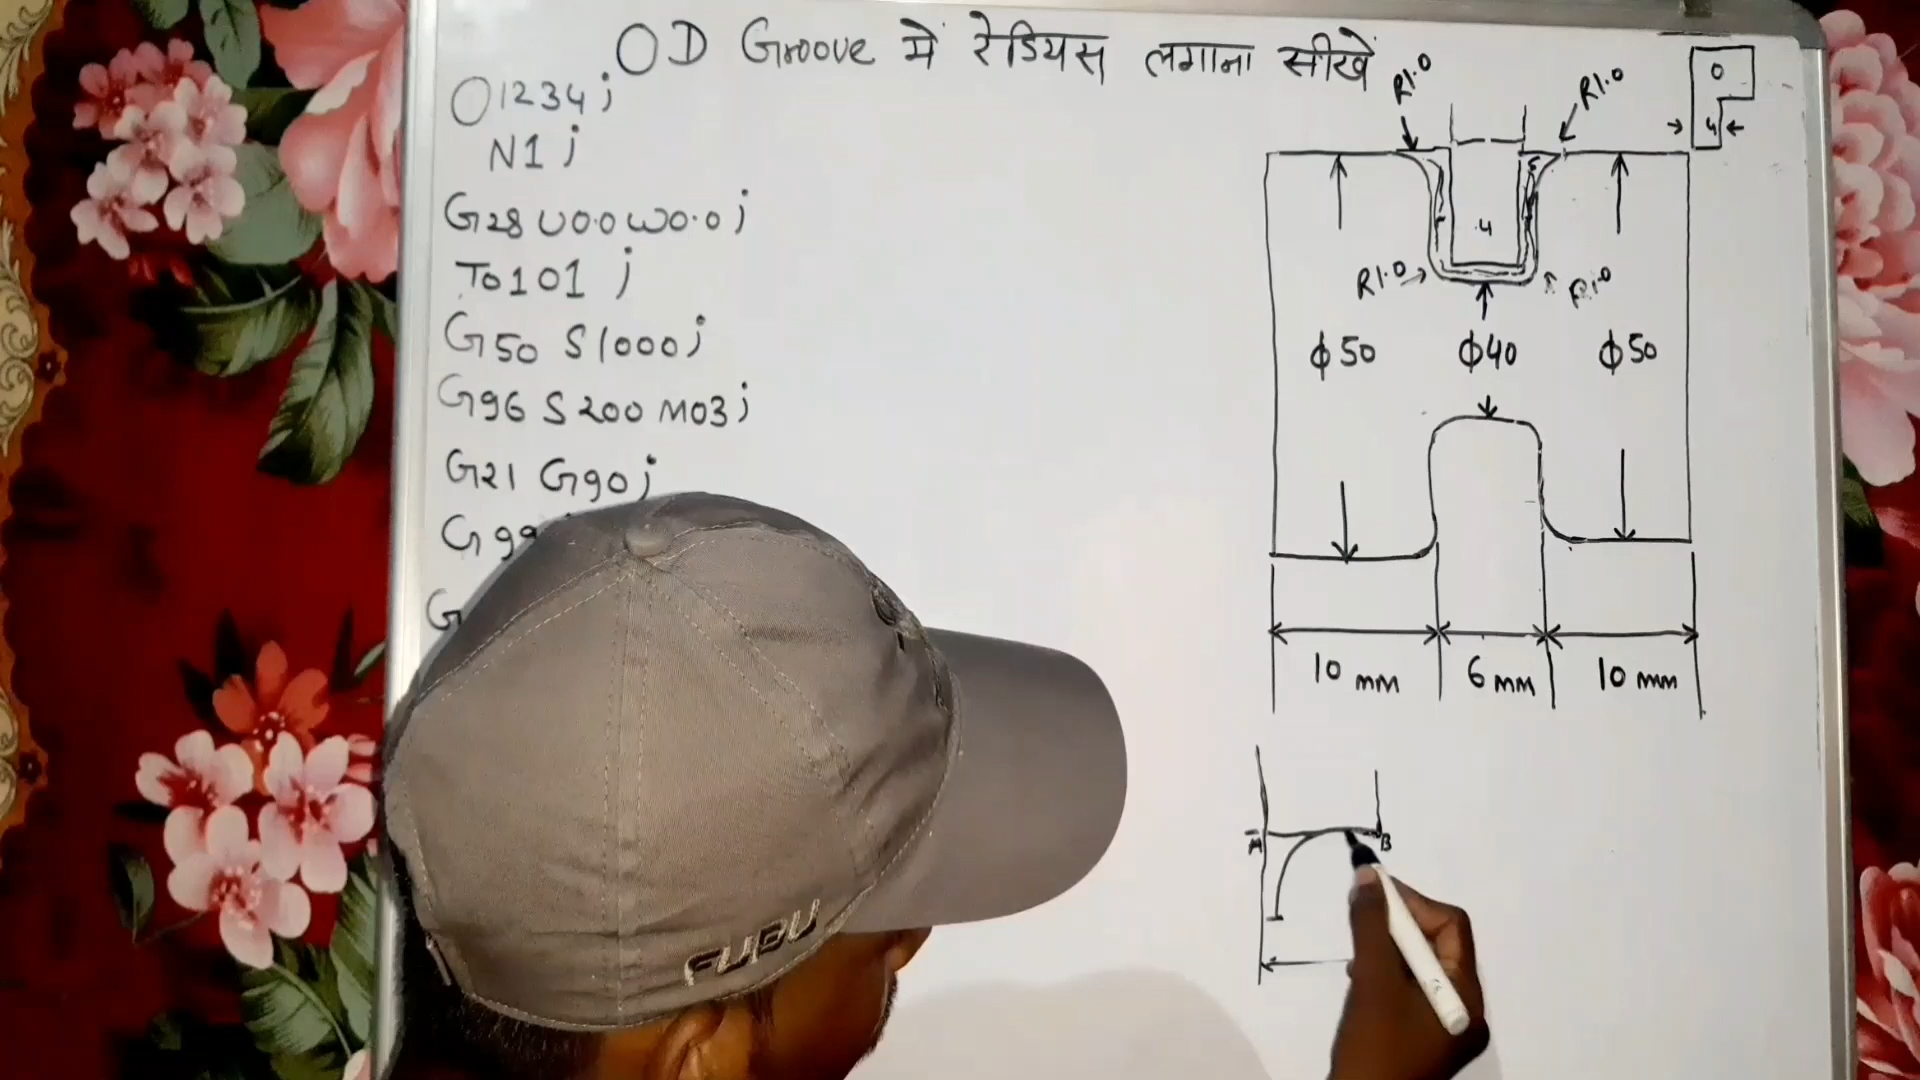 OD Groove में रेडियस लगाना सीखें
O1234;
N1;
G28 U0.0 W0.0;
T0101;
G50 S1000;
G96 S200 M03;
G21 G90;
G99
G
R1.0
R1.0
0
4
4
R1.0
R1.0
ϕ50
ϕ40
ϕ50
10 mm
6 mm
10 mm
A
B
FUBU